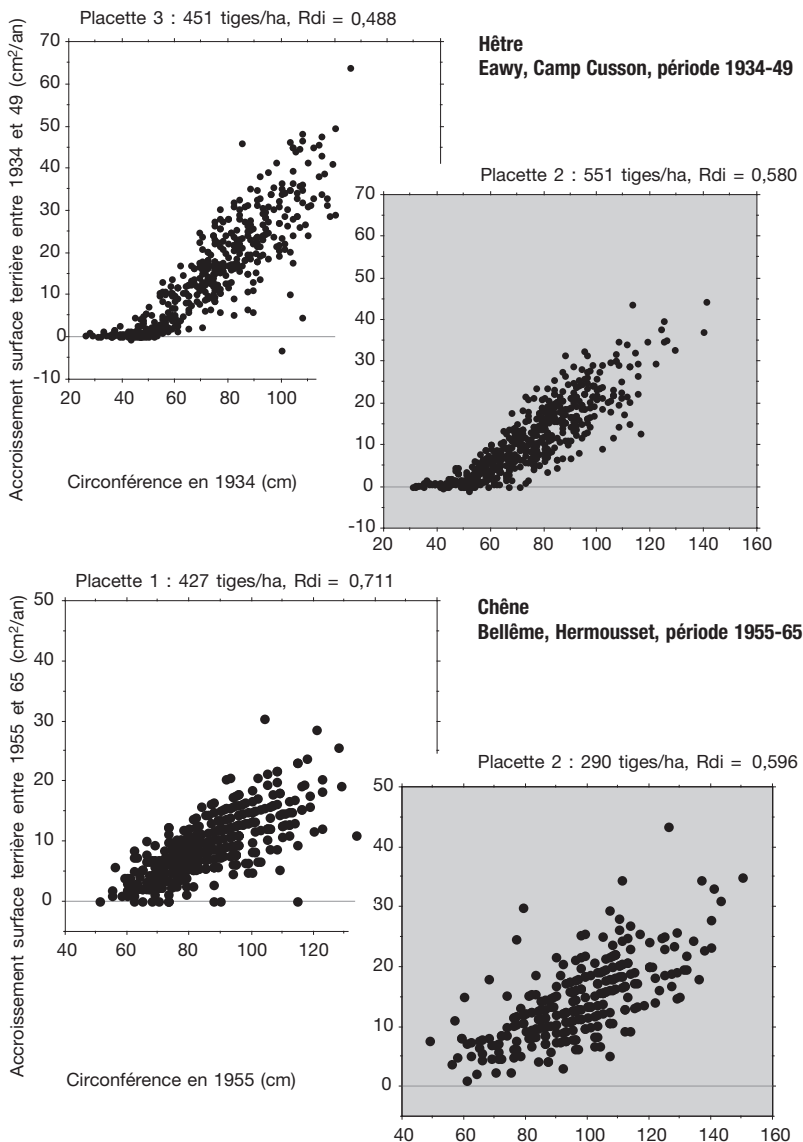 Placette 3 : 451 tiges/ha, Rdi = 0,488
Hêtre
Eawy, Camp Cusson, période 1934-49
Accroissement surface terrière entre 1934 et 49 (cm²/an)
70
60
50
40
30
20
10
0
-10
20 40 60 80 100
Circonférence en 1934 (cm)
Placette 2 : 551 tiges/ha, Rdi = 0,580
70
60
50
40
30
20
10
0
-10
20 40 60 80 100 120 140 160
Placette 1 : 427 tiges/ha, Rdi = 0,711
Chêne
Bellême, Hermousset, période 1955-65
Accroissement surface terrière entre 1955 et 65 (cm²/an)
50
40
30
20
10
0
40 60 80 100 120
Circonférence en 1955 (cm)
Placette 2 : 290 tiges/ha, Rdi = 0,596
50
40
30
20
10
0
40 60 80 100 120 140 160